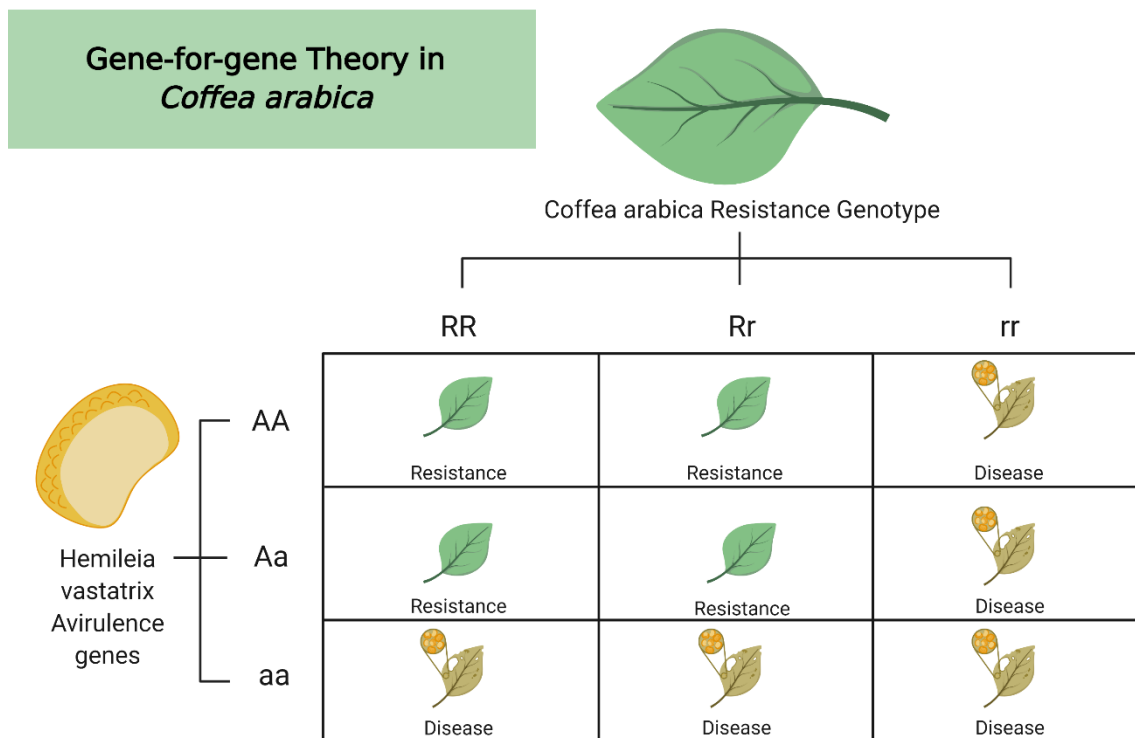 Gene-for-gene Theory in
Coffea arabica
Coffea arabica Resistance Genotype
RR Rr rr
AA
Resistance Resistance Disease
Hemileia
vastatrix
Avirulence
genes
Aa
Resistance Resistance Disease
aa
Disease Disease Disease